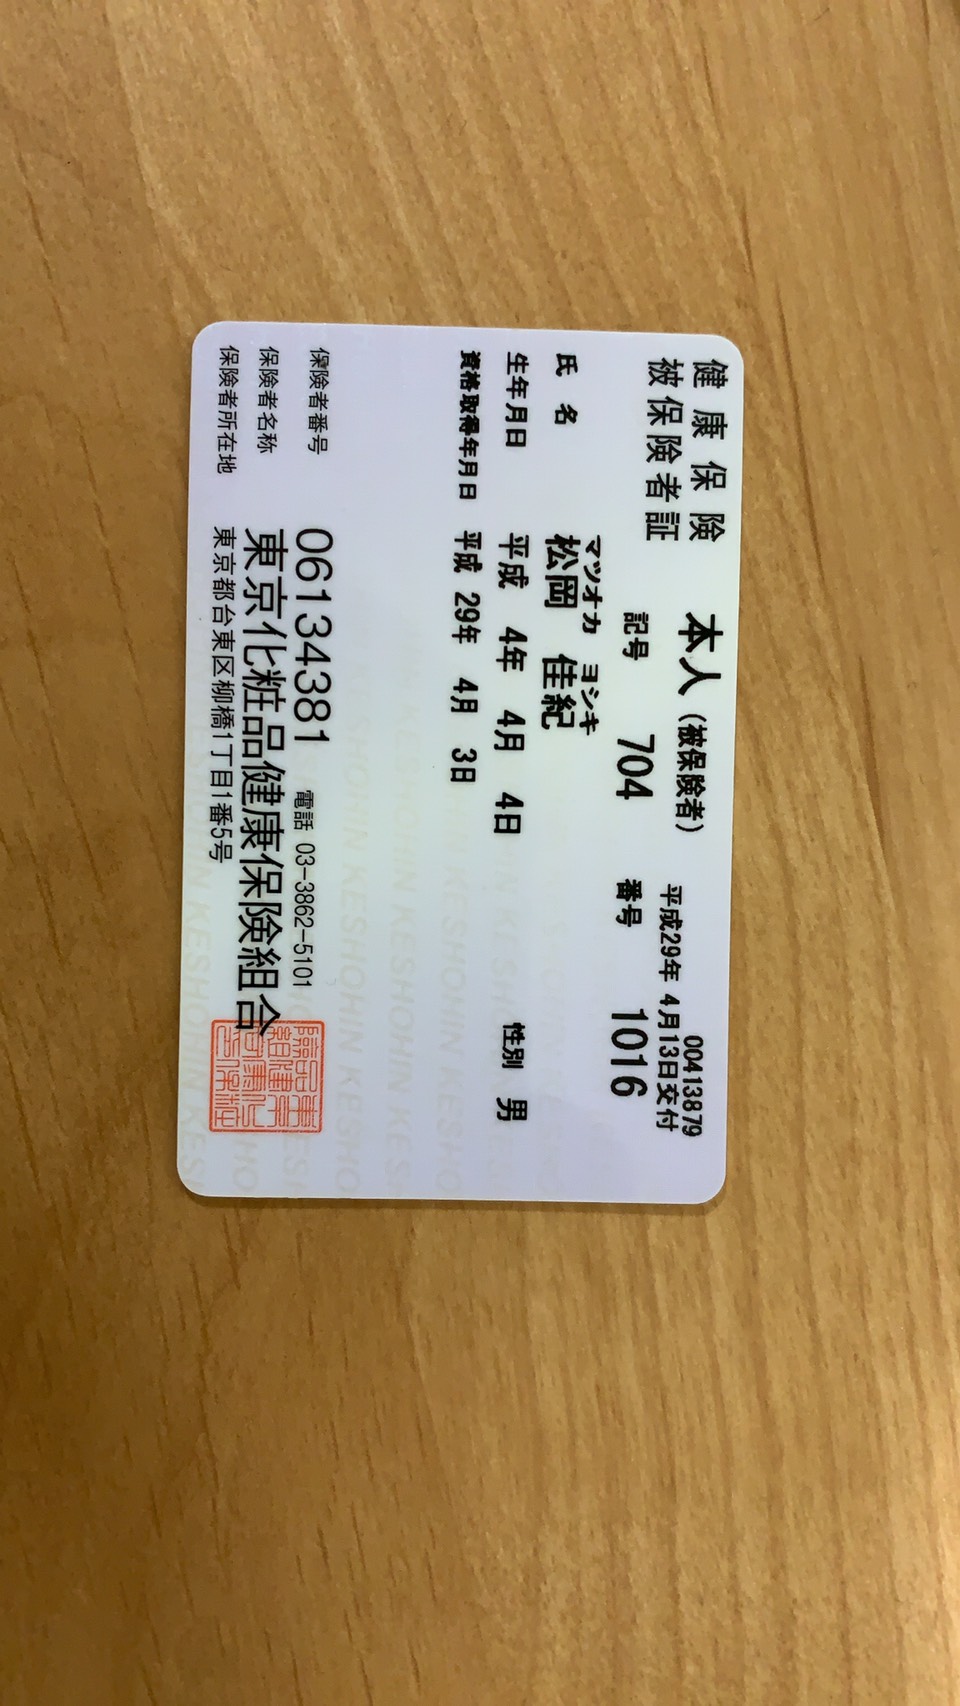 健康保険
被保険者証
本人（被保険者）
00413879
平成29年 4月13日交付
記号 704 番号 1016
マツオカ ヨシキ
氏名 松岡 佳紀
生年月日 平成 4年 4月 4日 性別 男
資格取得年月日 平成 29年 4月 3日
保険者番号 06134381 電話 03-3862-5101
保険者名称 東京化粧品健康保険組合
保険者所在地 東京都台東区柳橋1丁目1番5号